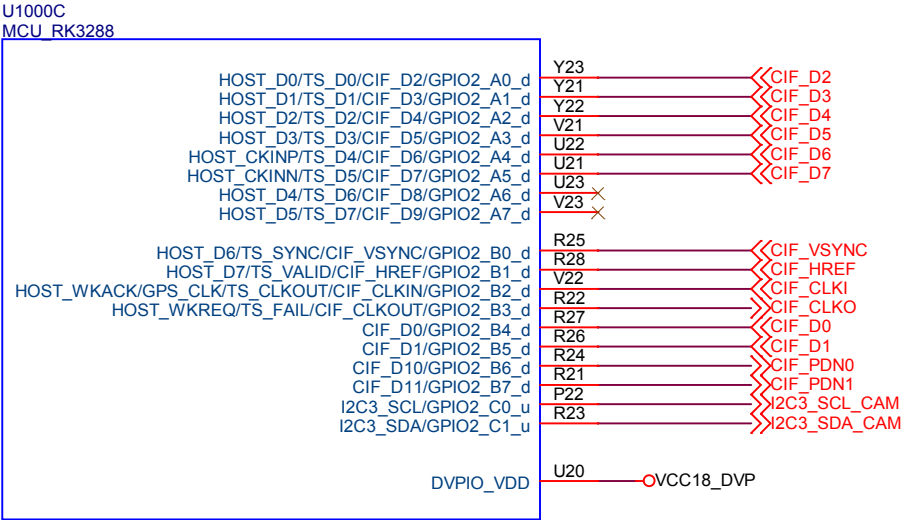 U1000C
MCU_RK3288
HOST_D0/TS_D0/CIF_D2/GPIO2_A0_d Y23 CIF_D2
HOST_D1/TS_D1/CIF_D3/GPIO2_A1_d Y21 CIF_D3
HOST_D2/TS_D2/CIF_D4/GPIO2_A2_d Y22 CIF_D4
HOST_D3/TS_D3/CIF_D5/GPIO2_A3_d V21 CIF_D5
HOST_CKINP/TS_D4/CIF_D6/GPIO2_A4_d U22 CIF_D6
HOST_CKINN/TS_D5/CIF_D7/GPIO2_A5_d U21 CIF_D7
HOST_D4/TS_D6/CIF_D8/GPIO2_A6_d U23
HOST_D5/TS_D7/CIF_D9/GPIO2_A7_d V23
HOST_D6/TS_SYNC/CIF_VSYNC/GPIO2_B0_d R25 CIF_VSYNC
HOST_D7/TS_VALID/CIF_HREF/GPIO2_B1_d R28 CIF_HREF
HOST_WKACK/GPS_CLK/TS_CLKOUT/CIF_CLKIN/GPIO2_B2_d V22 CIF_CLKI
HOST_WKREQ/TS_FAIL/CIF_CLKOUT/GPIO2_B3_d R22 CIF_CLKO
CIF_D0/GPIO2_B4_d R27 CIF_D0
CIF_D1/GPIO2_B5_d R26 CIF_D1
CIF_D10/GPIO2_B6_d R24 CIF_PDN0
CIF_D11/GPIO2_B7_d R21 CIF_PDN1
I2C3_SCL/GPIO2_C0_u P22 I2C3_SCL_CAM
I2C3_SDA/GPIO2_C1_u R23 I2C3_SDA_CAM
DVPIO_VDD U20 VCC18_DVP